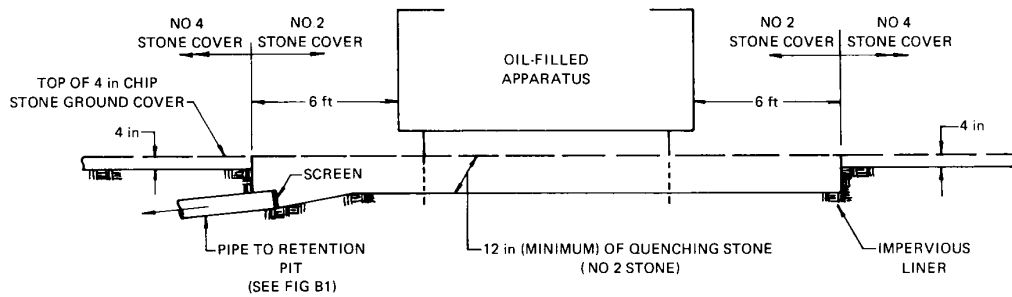 NO 4
STONE COVER
NO 2
STONE COVER
OIL-FILLED
APPARATUS
NO 2
STONE COVER
NO 4
STONE COVER
TOP OF 4 in CHIP
STONE GROUND COVER
6 ft
6 ft
4 in
4 in
SCREEN
PIPE TO RETENTION
PIT
(SEE FIG B1)
12 in (MINIMUM) OF QUENCHING STONE
(NO 2 STONE)
IMPERVIOUS
LINER